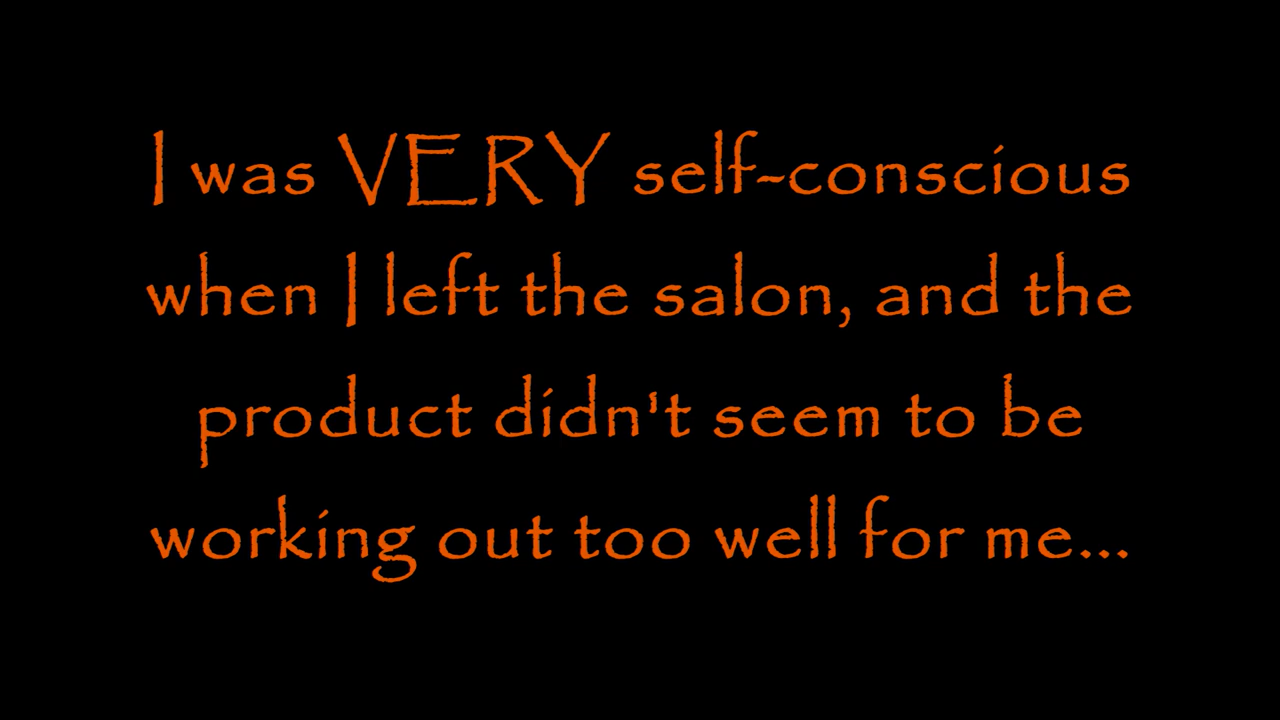 I was VERY self-conscious
when I left the salon, and the
product didn't seem to be
working out too well for me...